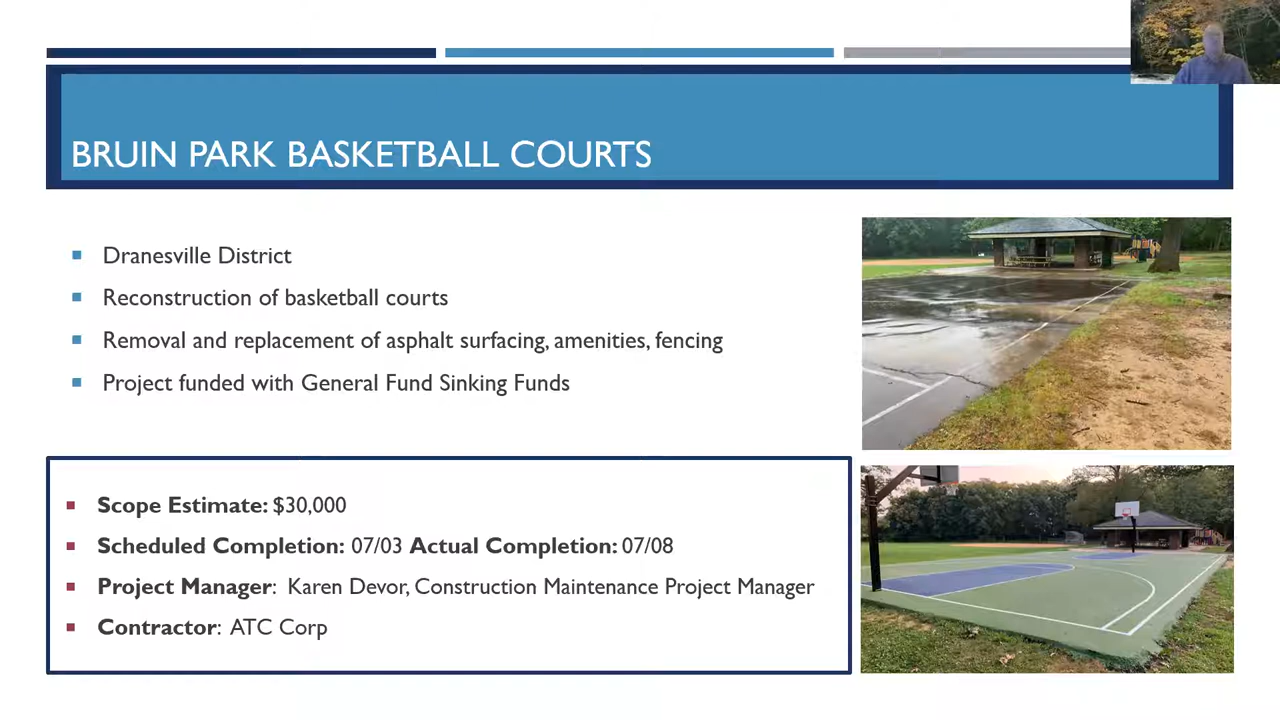 BRUIN PARK BASKETBALL COURTS
Dranesville District
Reconstruction of basketball courts
Removal and replacement of asphalt surfacing, amenities, fencing
Project funded with General Fund Sinking Funds
Scope Estimate: $30,000
Scheduled Completion: 07/03 Actual Completion: 07/08
Project Manager: Karen Devor, Construction Maintenance Project Manager
Contractor: ATC Corp